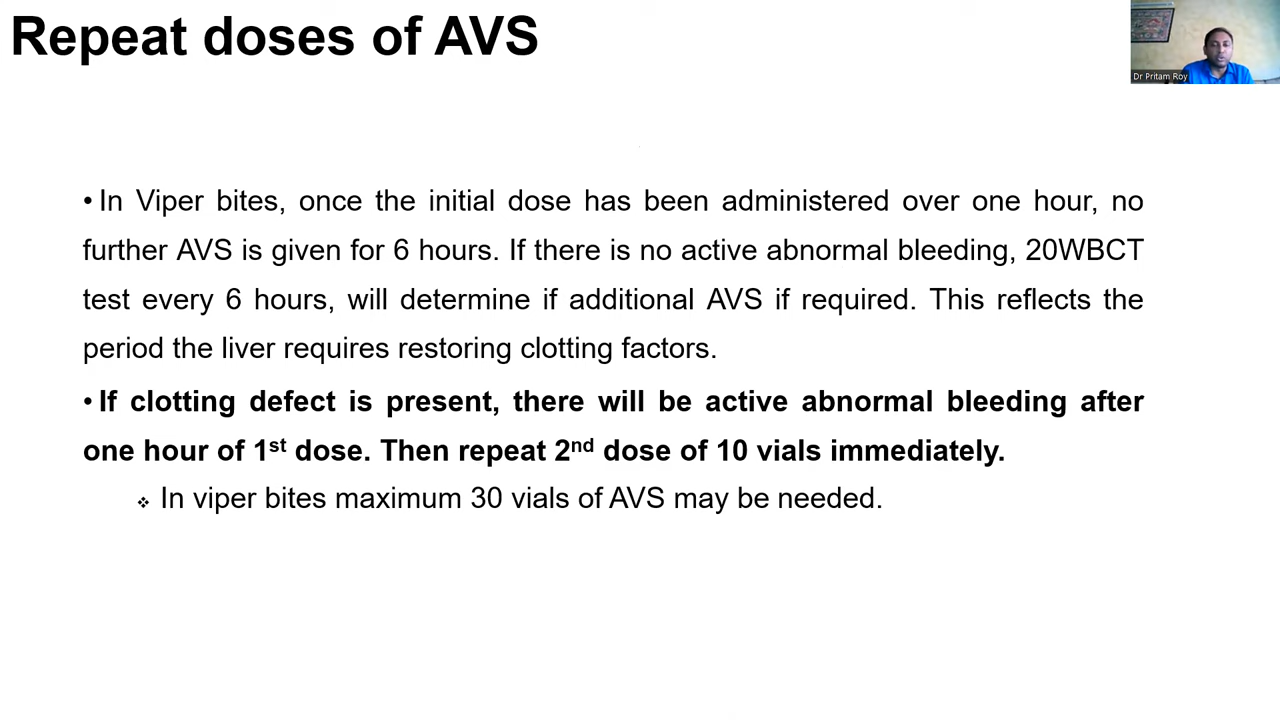 Repeat doses of AVS
Dr Pritam Roy
• In Viper bites, once the initial dose has been administered over one hour, no
further AVS is given for 6 hours. If there is no active abnormal bleeding, 20WBCT
test every 6 hours, will determine if additional AVS if required. This reflects the
period the liver requires restoring clotting factors.
• If clotting defect is present, there will be active abnormal bleeding after
one hour of 1st dose. Then repeat 2nd dose of 10 vials immediately.
❖ In viper bites maximum 30 vials of AVS may be needed.